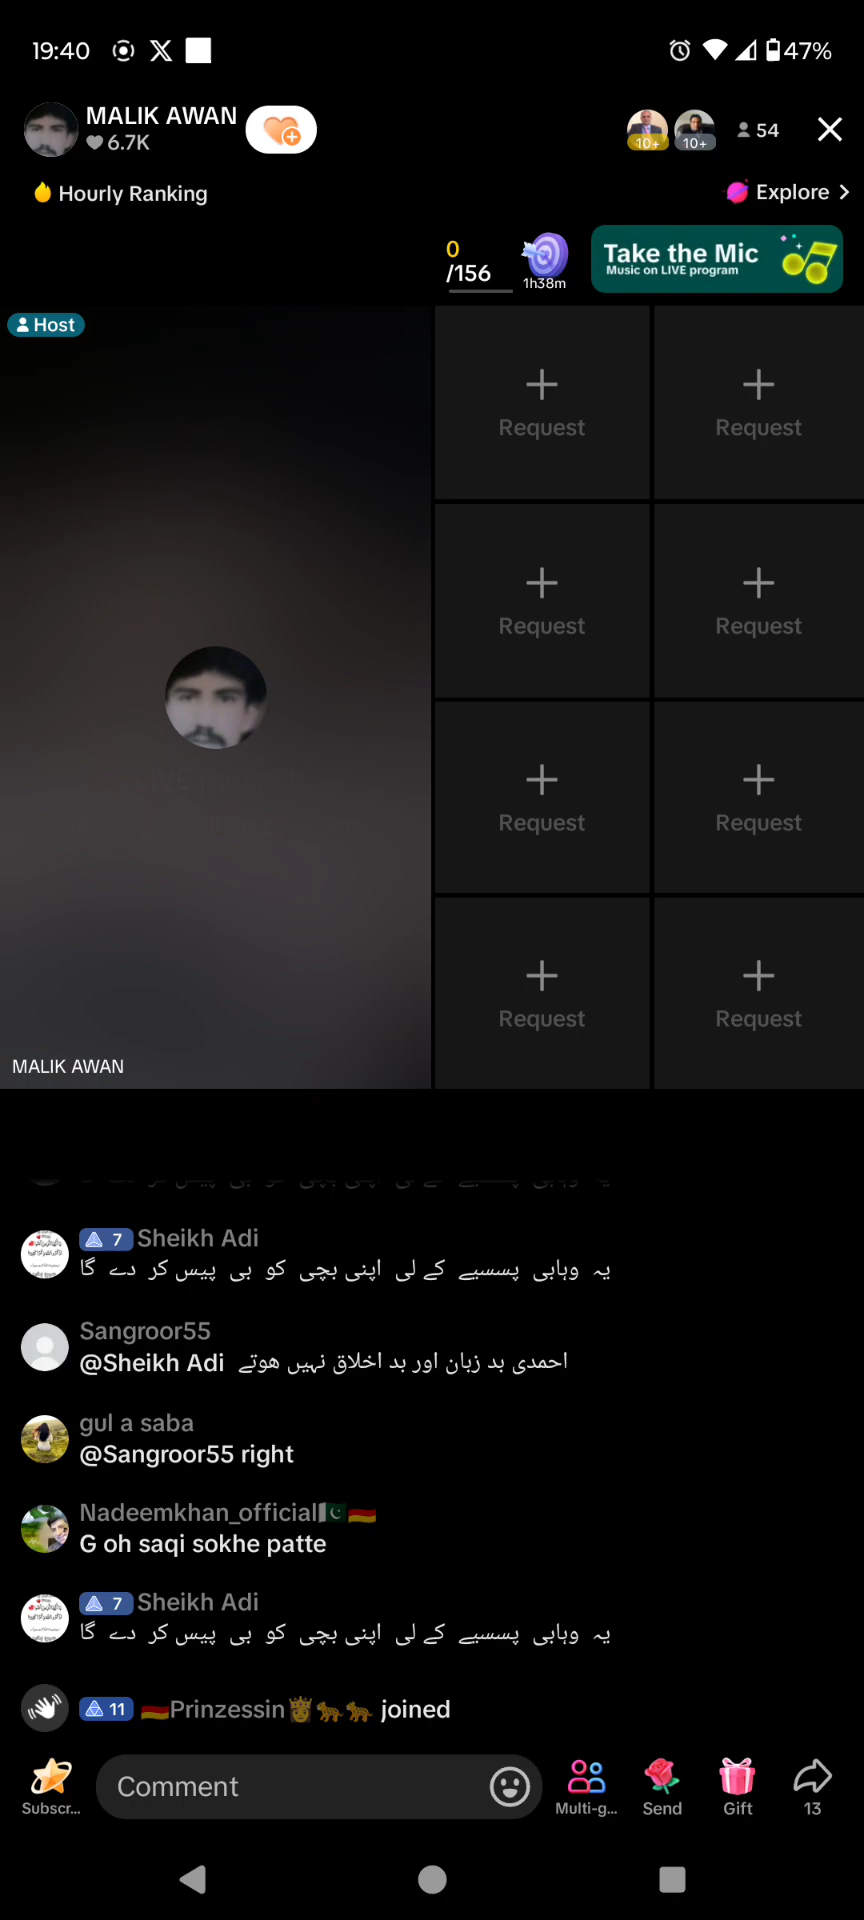 19:40
47%
MALIK AWAN
6.7K
10+
10+
54
Hourly Ranking
Explore
0
/156
1h38m
Take the Mic
Music on LIVE program
Host
Request
Request
Request
Request
Request
Request
Request
Request
MALIK AWAN
7 Sheikh Adi
یہ وہابی پسسیے کے لی اپنی بچی کو بی پیس کر دے گا
Sangroor55
@Sheikh Adi احمدی بد زبان اور بد اخلاق نہیں ھوتے
gul a saba
@Sangroor55 right
Nadeemkhan_official🇵🇰🇩🇪
G oh saqi sokhe patte
7 Sheikh Adi
یہ وہابی پسسیے کے لی اپنی بچی کو بی پیس کر دے گا
11 🇩🇪Prinzessin👸🐆🐆 joined
Comment
Subscr...
Multi-g...
Send
Gift
13